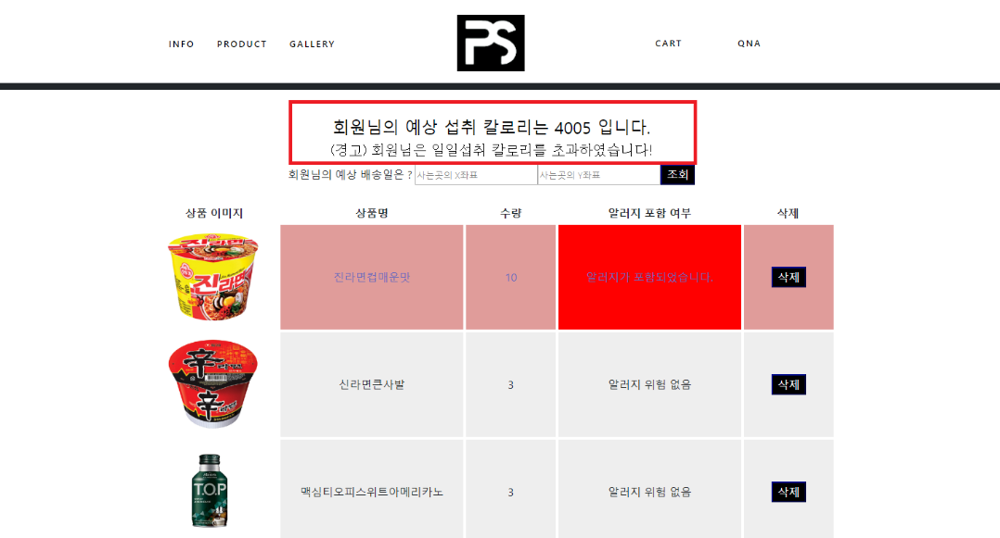 INFO PRODUCT GALLERY PS CART QNA
회원님의 예상 섭취 칼로리는 4005 입니다.
(경고) 회원님은 일일섭취 칼로리를 초과하였습니다!
회원님의 예상 배송일은 ? 사는곳의 X좌표 사는곳의 Y좌표 조회
상품 이미지 상품명 수량 알러지 포함 여부 삭제
진라면
진라면컵매운맛 10 알러지가 포함되었습니다. 삭제
辛
辛
신라면큰사발 3 알러지 위험 없음 삭제
T.O.P
맥심티오피스위트아메리카노 3 알러지 위험 없음 삭제